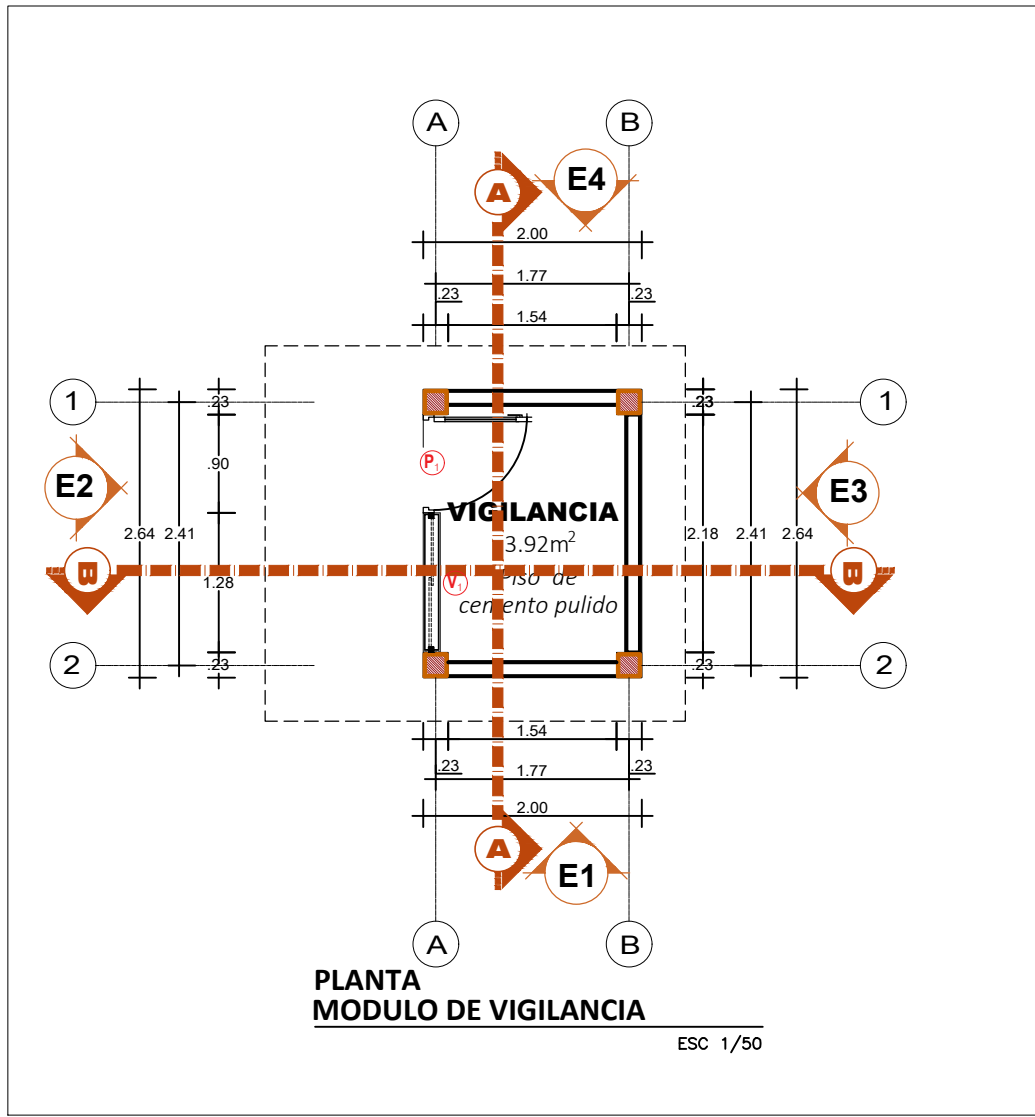 A B
A E4
2.00
1.77
.23 .23
1.54
1 .23 .23 1
.90
P1
E2 E3
VIGILANCIA
2.64 2.41 3.92m² 2.18 2.41 2.64
B B
1.28 V1 Piso de
cemento pulido
2 .23 .23 2
1.54
.23 .23
1.77
2.00
A E1
A B
PLANTA
MODULO DE VIGILANCIA
ESC 1/50